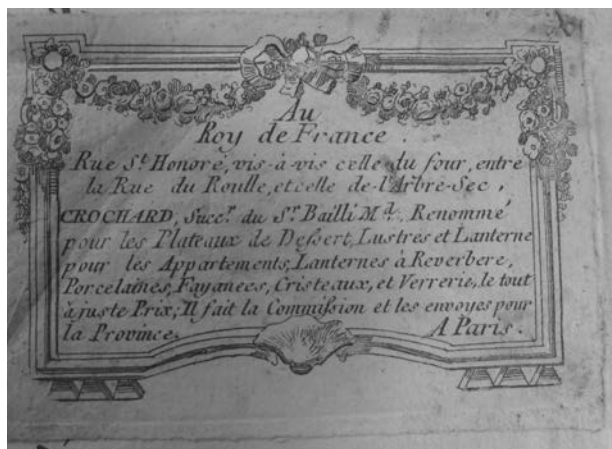 Au
Roy de France.
Rue St. Honoré, vis-à-vis celle du four, entre
la Rue du Roulle, et celle de l'Arbre-Sec,
CROCHARD, Succr. du Sr. Bailli Md. Renommé
pour les Plateaux de Deſsert, Lustres et Lanterne
pour les Appartements, Lanternes à Reverbere,
Porcelaines, Fayances, Cristeaux, et Verrerie, le tout
à juste Prix; Il fait la Commiſsion et les envoyes pour
la Province. A Paris.